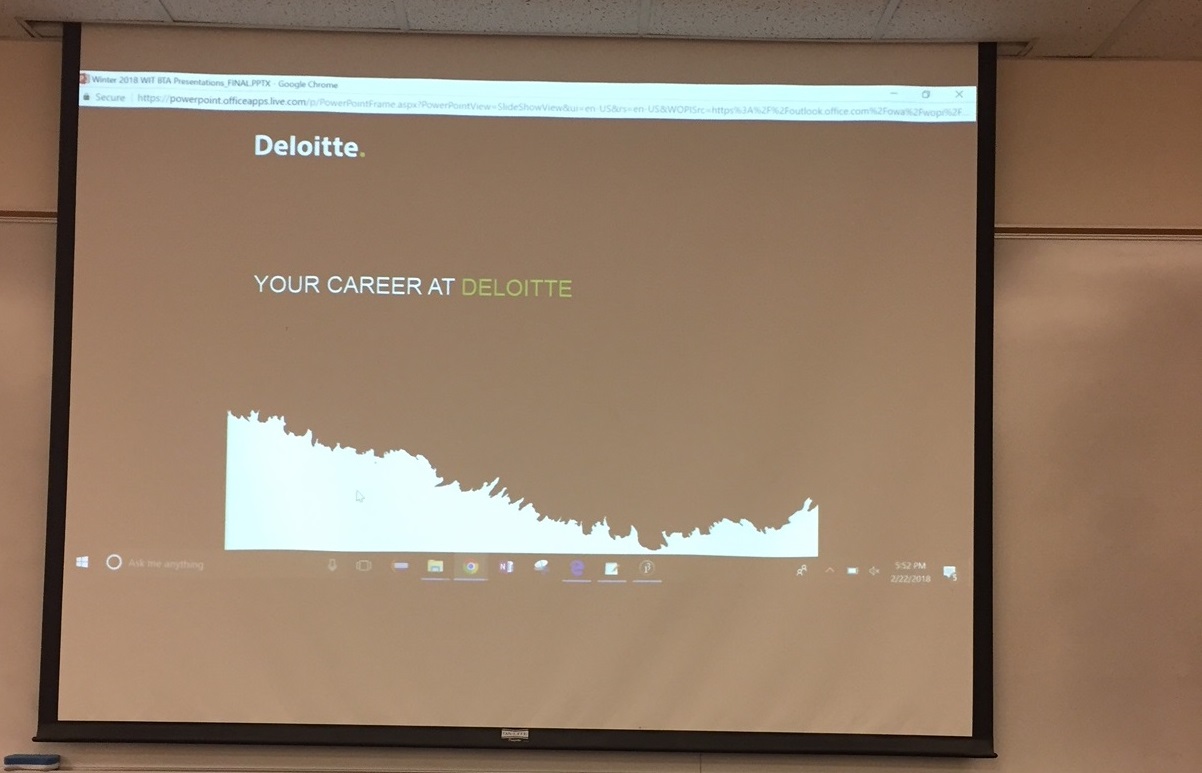 Winter 2018 WIT BTA Presentations_FINAL.PPTX - Google Chrome
Secure https://powerpoint.officeapps.live.com/p/PowerPointFrame.aspx?PowerPointView=SlideShowView&ui=en-US&rs=en-US&WOPISrc=https%3A%2F%2Foutlook.office.com%2Fowa%2Fwopi%2F...
Deloitte.
YOUR CAREER AT DELOITTE
Ask me anything
5:52 PM
2/22/2018